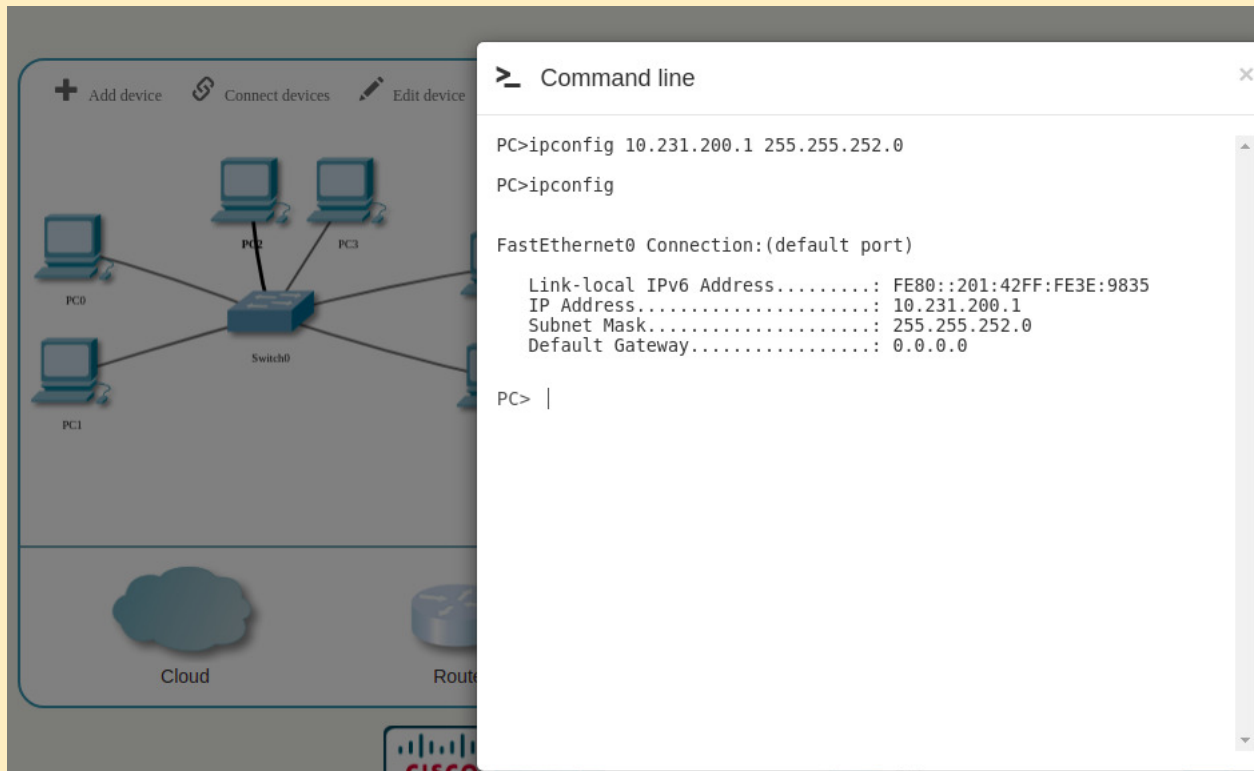 Add device
Connect devices
Edit device
PC0
PC1
PC2
PC3
Switch0
Cloud
Route
CISCO
>_ Command line
×
PC>ipconfig 10.231.200.1 255.255.252.0
PC>ipconfig
FastEthernet0 Connection:(default port)
Link-local IPv6 Address.........: FE80::201:42FF:FE3E:9835
IP Address......................: 10.231.200.1
Subnet Mask.....................: 255.255.252.0
Default Gateway.................: 0.0.0.0
PC>